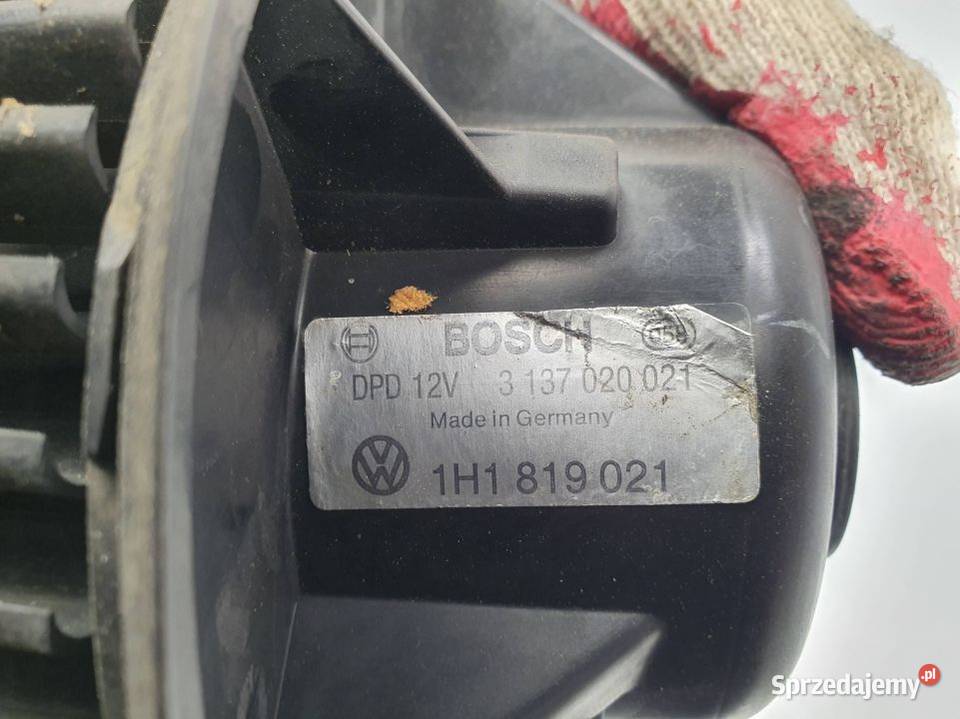 BOSCH
DPD 12V 3 137 020 021
Made in Germany
1H1 819 021
Sprzedajemy.pl